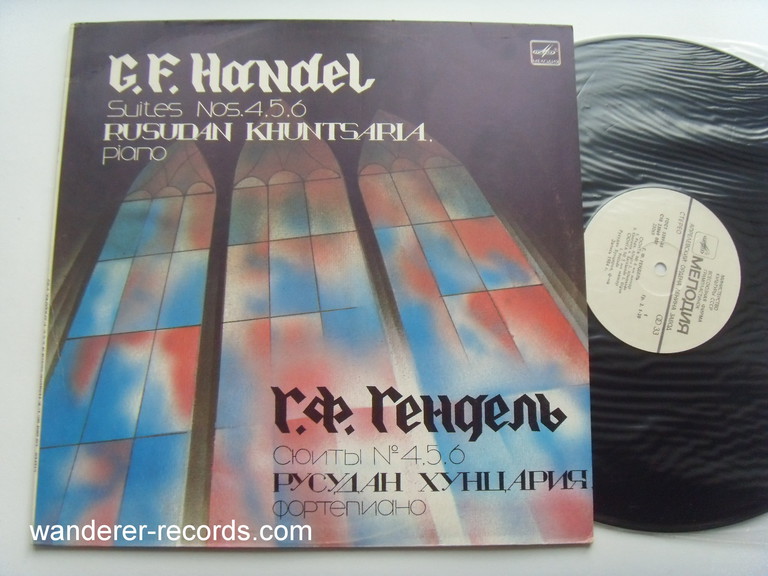 G.F. Handel
Suites Nos.4,5,6
RUSUDAN KHUNTSARIA,
piano
Г.Ф. Гендель
Сюиты №4,5,6
РУСУДАН ХУНЦАРИЯ,
фортепиано
МЕЛОДИЯ
СТЕРЕО
wanderer-records.com